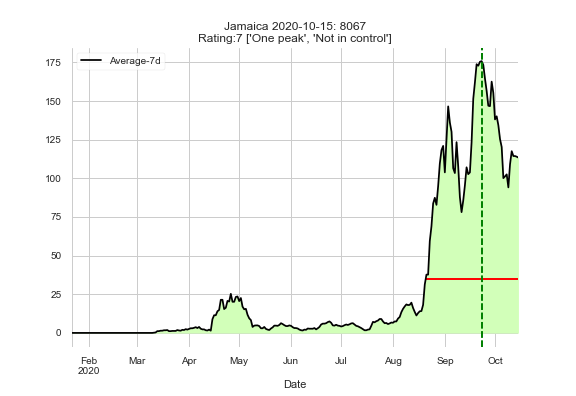 Jamaica 2020-10-15: 8067
Rating:7 ['One peak', 'Not in control']
Average-7d
175
150
125
100
75
50
25
0
Feb Mar Apr May Jun Jul Aug Sep Oct
2020
Date